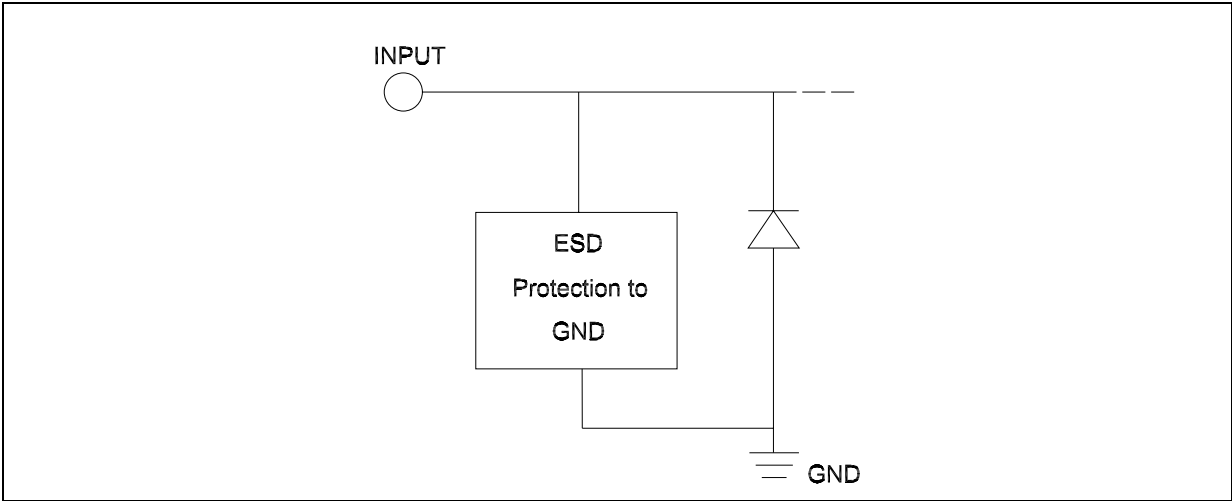 INPUT
ESD
Protection to
GND
GND